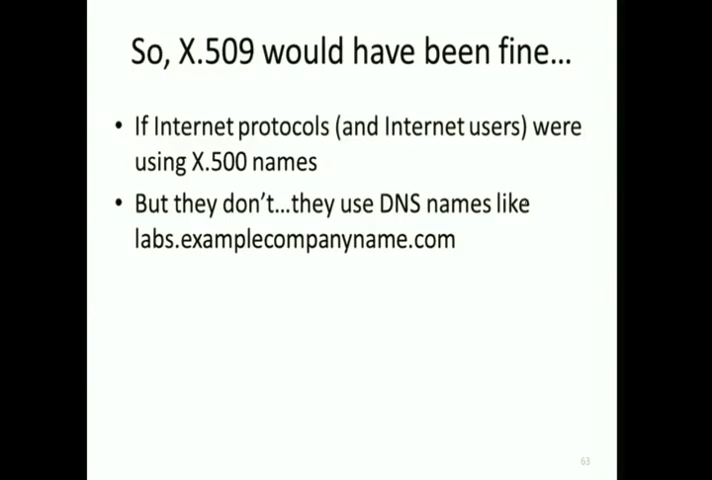 So, X.509 would have been fine...
• If Internet protocols (and Internet users) were
using X.500 names
• But they don't...they use DNS names like
labs.examplecompanyname.com
63